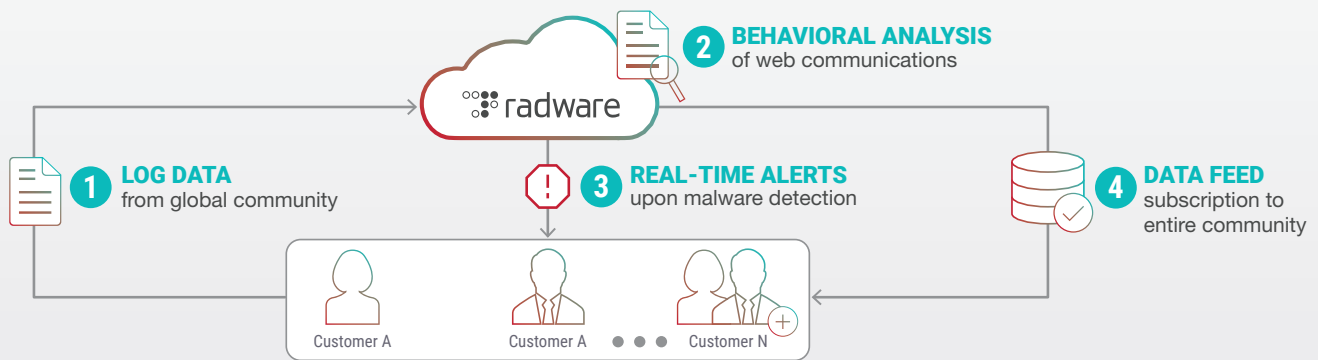 radware
2 BEHAVIORAL ANALYSIS
of web communications
1 LOG DATA
from global community
! 3 REAL-TIME ALERTS
upon malware detection
4 DATA FEED
subscription to
entire community
Customer A
Customer A
Customer N